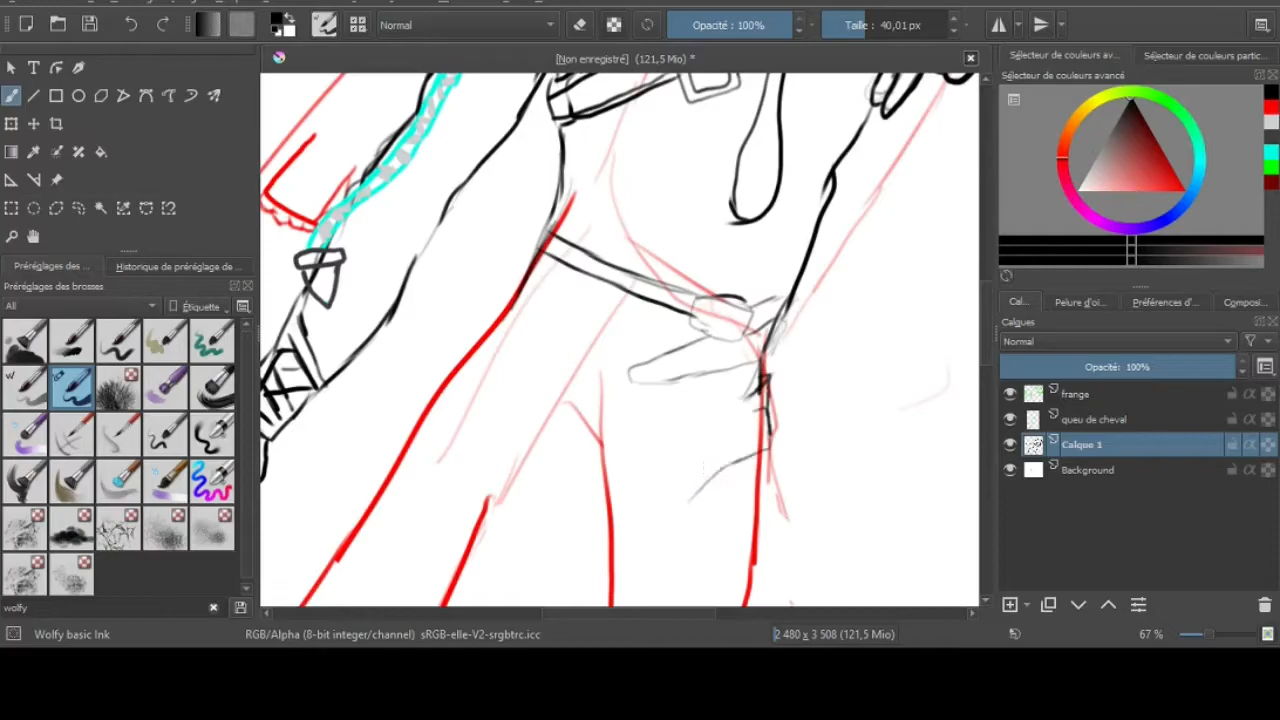 Normal
Opacité : 100%
Taille : 40,01 px
[Non enregistré] (121,5 Mio) *
Sélecteur de couleurs av...
Sélecteur de couleurs partic...
Sélecteur de couleurs avancé
Préréglages des ...
Historique de préréglage de ...
Préréglages des brosses
All
Étiquette
Cal...
Pelure d'oi...
Préférences d'...
Composi...
Calques
Normal
Opacité: 100%
frange
queu de cheval
Calque 1
Background
wolfy
Wolfy basic Ink
RGB/Alpha (8-bit integer/channel) sRGB-elle-V2-srgbtrc.icc
2 480 x 3 508 (121,5 Mio)
67 %